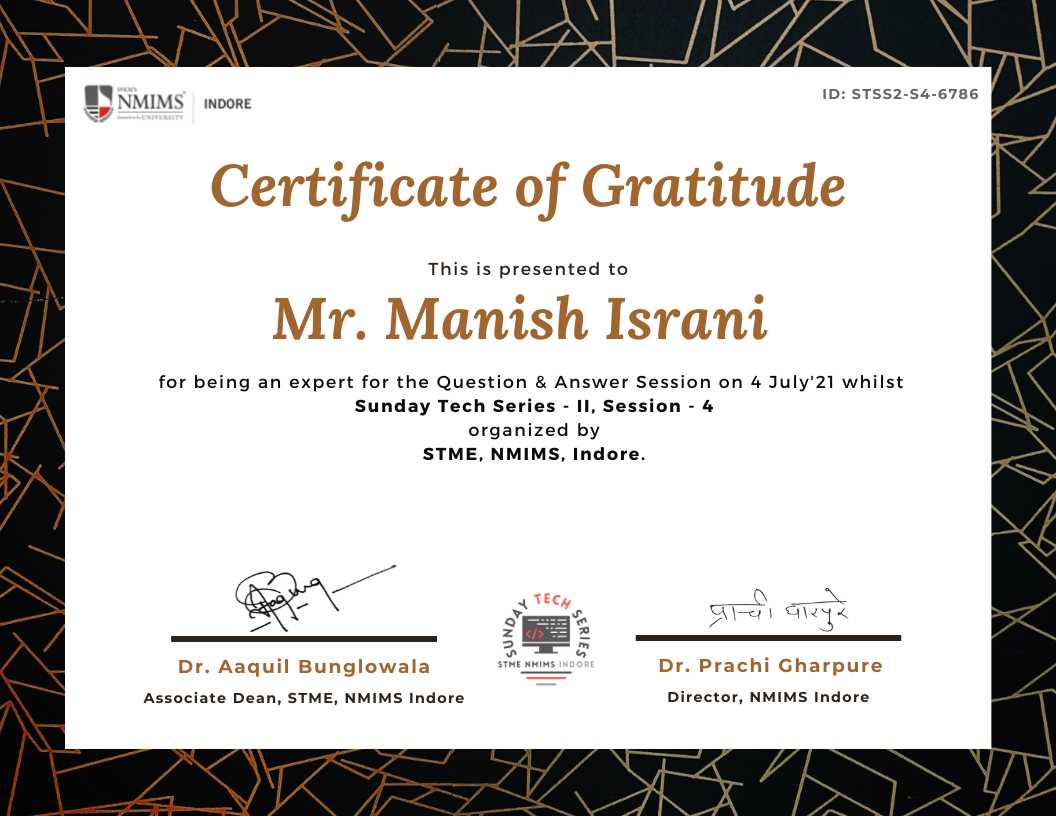 SVKM'S
NMIMS
Deemed to be UNIVERSITY
INDORE
ID: STSS2-S4-6786
Certificate of Gratitude
This is presented to
Mr. Manish Israni
for being an expert for the Question & Answer Session on 4 July'21 whilst
Sunday Tech Series - II, Session - 4
organized by
STME, NMIMS, Indore.
प्राची घारपुरे
SUNDAY TECH SERIES
</>
STME NMIMS INDORE
Dr. Aaquil Bunglowala
Associate Dean, STME, NMIMS Indore
Dr. Prachi Gharpure
Director, NMIMS Indore